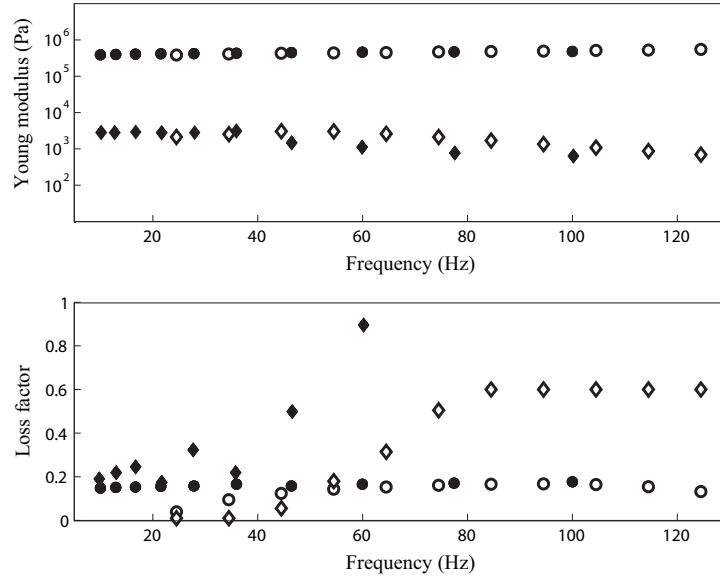 Young modulus (Pa)
10⁶
10⁵
10⁴
10³
10²
20 40 60 80 100 120
Frequency (Hz)
Loss factor
1
0.8
0.6
0.4
0.2
0
20 40 60 80 100 120
Frequency (Hz)